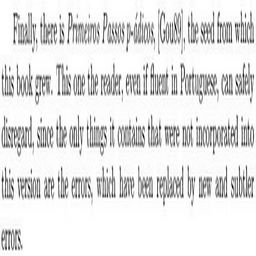 Finally, there is Primeiros Passos p-ádicos, [Gou89], the seed from which
this book grew. This one the reader, even if fluent in Portuguese, can safely
disregard, since the only things it contains that were not incorporated into
this version are the errors, which have been replaced by new and subtler
errors.